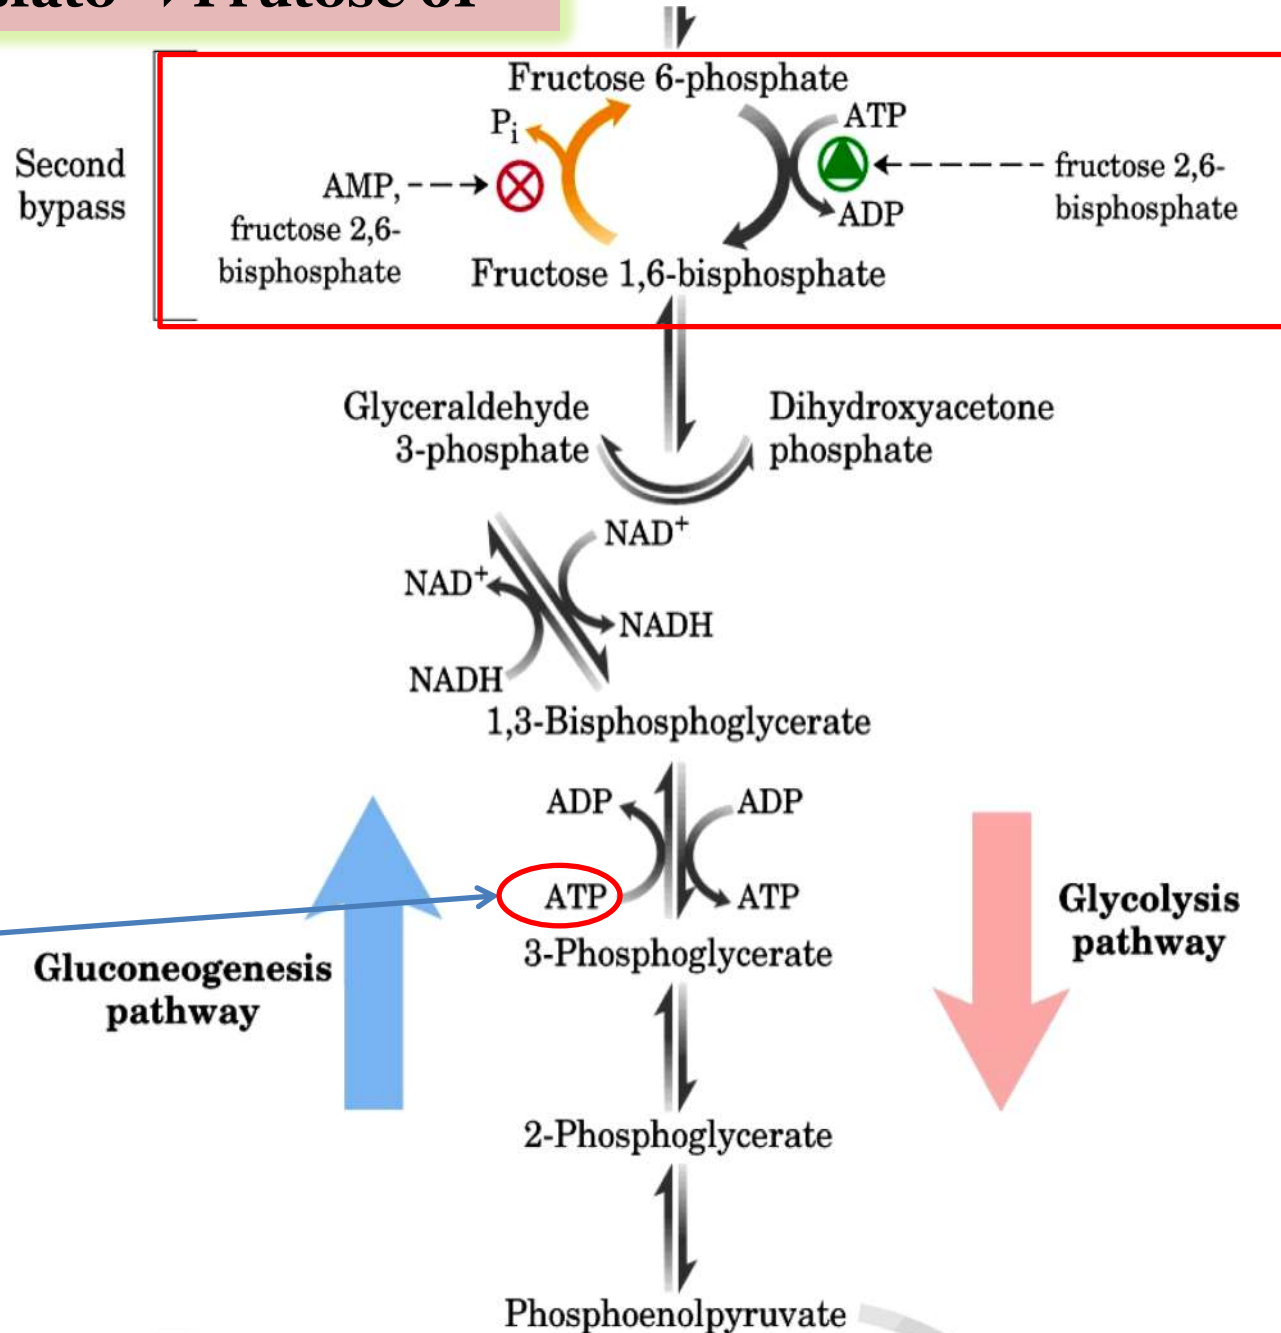 Frutose 6P
Fructose 6-phosphate
Pi
ATP
Second
bypass
AMP,
fructose 2,6-
bisphosphate
fructose 2,6-
bisphosphate
ADP
Fructose 1,6-bisphosphate
Glyceraldehyde
3-phosphate
Dihydroxyacetone
phosphate
NAD+
NAD+
NADH
NADH
1,3-Bisphosphoglycerate
ADP
ADP
ATP
ATP
3-Phosphoglycerate
Gluconeogenesis
pathway
Glycolysis
pathway
2-Phosphoglycerate
Phosphoenolpyruvate